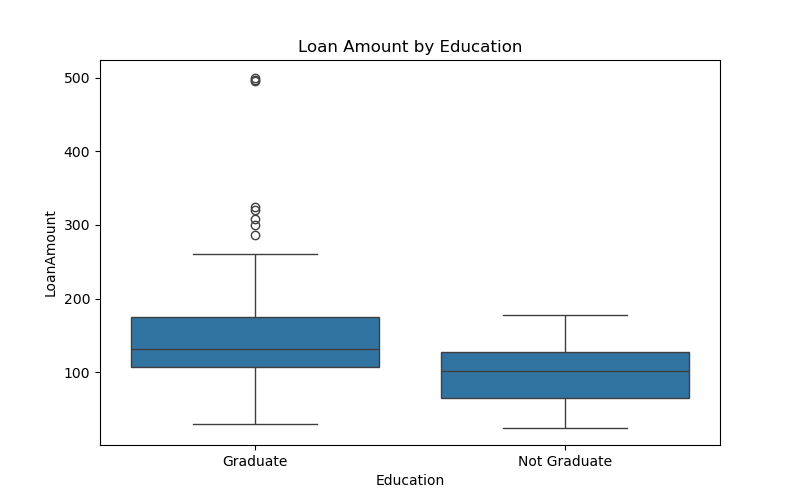 Loan Amount by Education
500
400
300
200
100
LoanAmount
Graduate
Not Graduate
Education